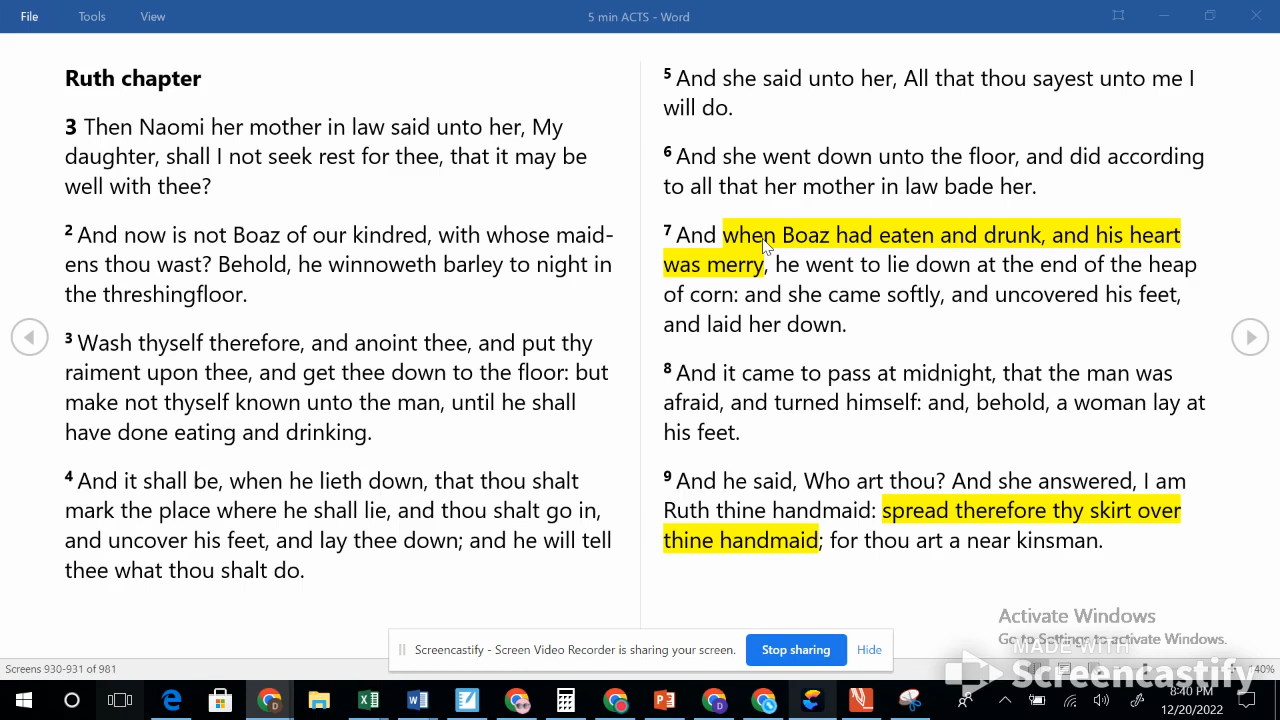 File Tools View 5 min ACTS - Word
Ruth chapter
3 Then Naomi her mother in law said unto her, My
daughter, shall I not seek rest for thee, that it may be
well with thee?
2 And now is not Boaz of our kindred, with whose maid-
ens thou wast? Behold, he winnoweth barley to night in
the threshingfloor.
3 Wash thyself therefore, and anoint thee, and put thy
raiment upon thee, and get thee down to the floor: but
make not thyself known unto the man, until he shall
have done eating and drinking.
4 And it shall be, when he lieth down, that thou shalt
mark the place where he shall lie, and thou shalt go in,
and uncover his feet, and lay thee down; and he will tell
thee what thou shalt do.
5 And she said unto her, All that thou sayest unto me I
will do.
6 And she went down unto the floor, and did according
to all that her mother in law bade her.
7 And when Boaz had eaten and drunk, and his heart
was merry, he went to lie down at the end of the heap
of corn: and she came softly, and uncovered his feet,
and laid her down.
8 And it came to pass at midnight, that the man was
afraid, and turned himself: and, behold, a woman lay at
his feet.
9 And he said, Who art thou? And she answered, I am
Ruth thine handmaid: spread therefore thy skirt over
thine handmaid; for thou art a near kinsman.
Activate Windows
Go to Settings to activate Windows.
Screencastify - Screen Video Recorder is sharing your screen. Stop sharing Hide
MADE WITH
Screencastify
Screens 930-931 of 981
140%
8:40 PM
12/20/2022